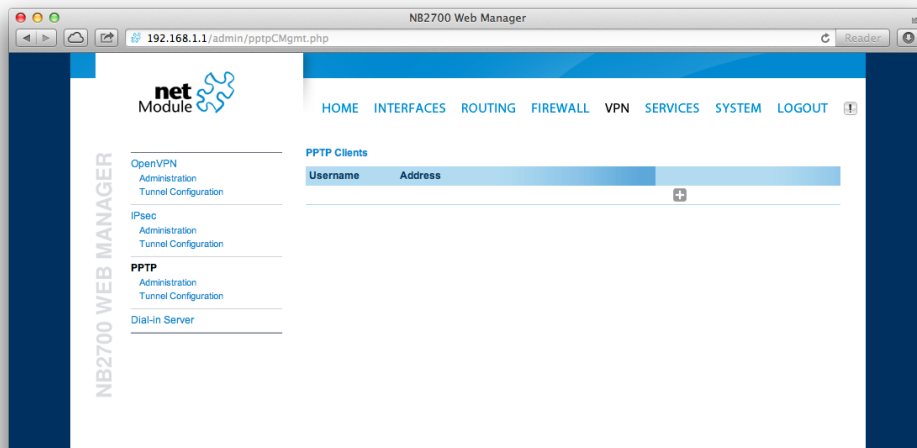 NB2700 Web Manager
192.168.1.1/admin/pptpCMgmt.php
Reader
net
Module
HOME INTERFACES ROUTING FIREWALL VPN SERVICES SYSTEM LOGOUT
NB2700 WEB MANAGER
OpenVPN
Administration
Tunnel Configuration
IPsec
Administration
Tunnel Configuration
PPTP
Administration
Tunnel Configuration
Dial-in Server
PPTP Clients
Username Address